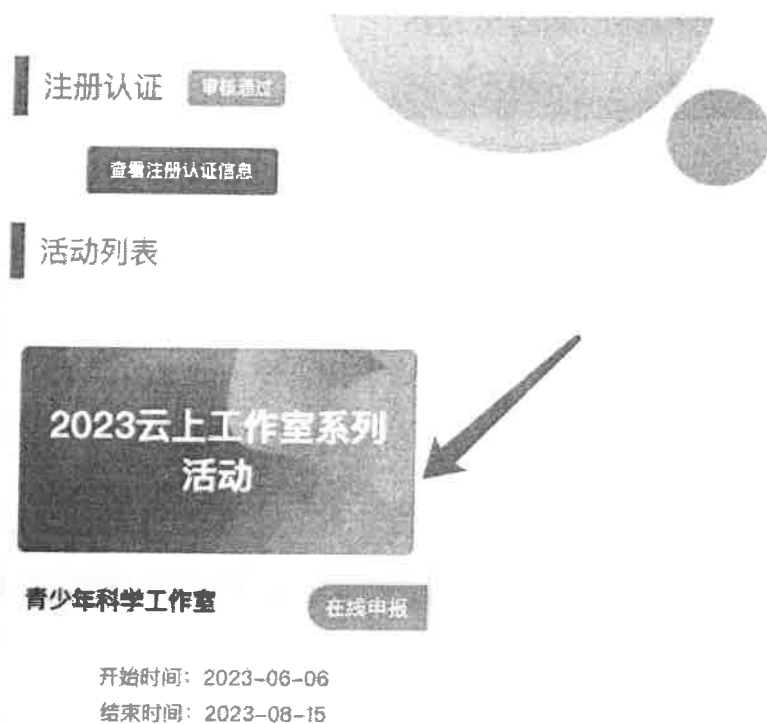 注册认证 审核通过
查看注册认证信息
活动列表
2023云上工作室系列
活动
青少年科学工作室 在线申报
开始时间：2023-06-06
结束时间：2023-08-15